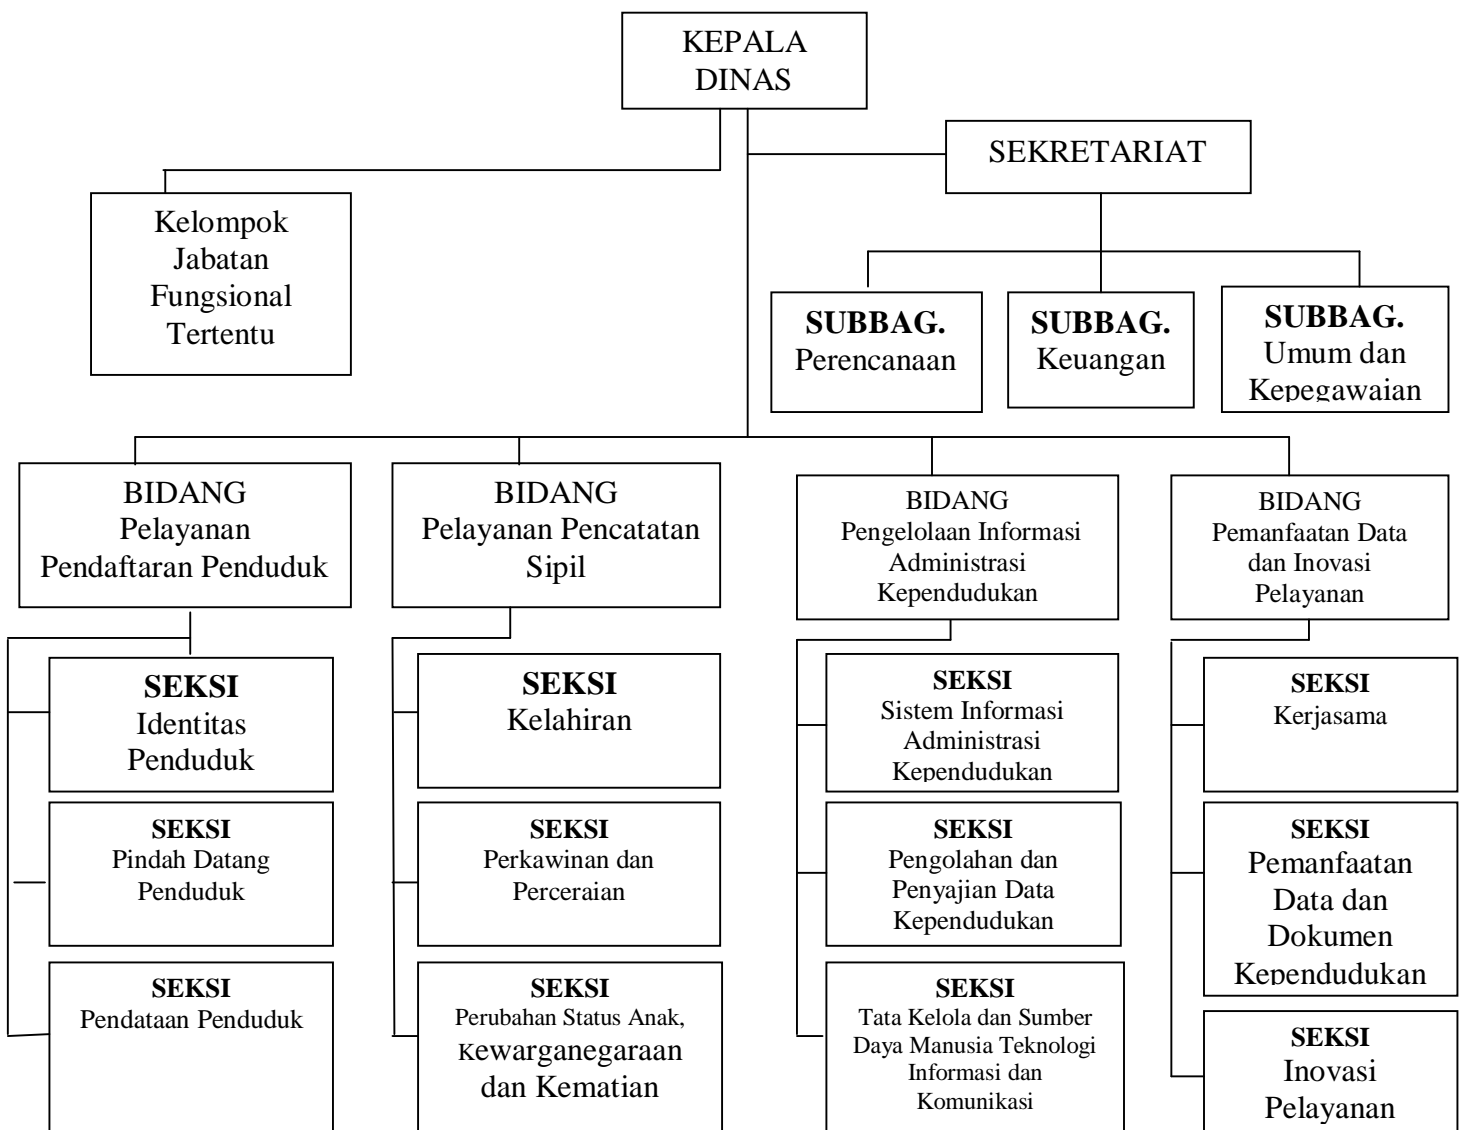 KEPALA
DINAS
SEKRETARIAT
Kelompok
Jabatan
Fungsional
Tertentu
SUBBAG.
Perencanaan
SUBBAG.
Keuangan
SUBBAG.
Umum dan
Kepegawaian
BIDANG
Pelayanan
Pendaftaran Penduduk
BIDANG
Pelayanan Pencatatan
Sipil
BIDANG
Pengelolaan Informasi
Administrasi
Kependudukan
BIDANG
Pemanfaatan Data
dan Inovasi
Pelayanan
SEKSI
Identitas
Penduduk
SEKSI
Kelahiran
SEKSI
Sistem Informasi
Administrasi
Kependudukan
SEKSI
Kerjasama
SEKSI
Pindah Datang
Penduduk
SEKSI
Perkawinan dan
Perceraian
SEKSI
Pengolahan dan
Penyajian Data
Kependudukan
SEKSI
Pemanfaatan
Data dan
Dokumen
Kependudukan
SEKSI
Pendataan Penduduk
SEKSI
Perubahan Status Anak,
Kewarganegaraan
dan Kematian
SEKSI
Tata Kelola dan Sumber
Daya Manusia Teknologi
Informasi dan
Komunikasi
SEKSI
Inovasi
Pelayanan